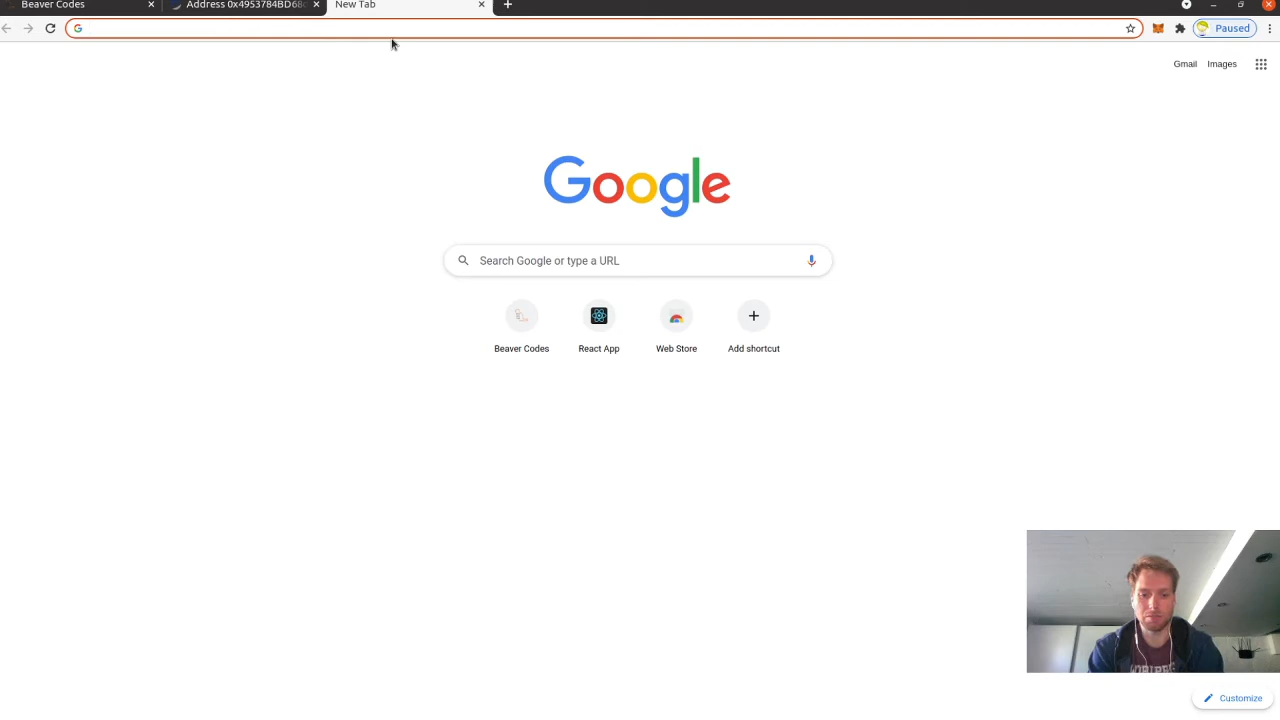 Beaver Codes
Address 0x4953784BD68c
New Tab
Paused
Gmail
Images
Google
Search Google or type a URL
Beaver Codes
React App
Web Store
Add shortcut
Customize